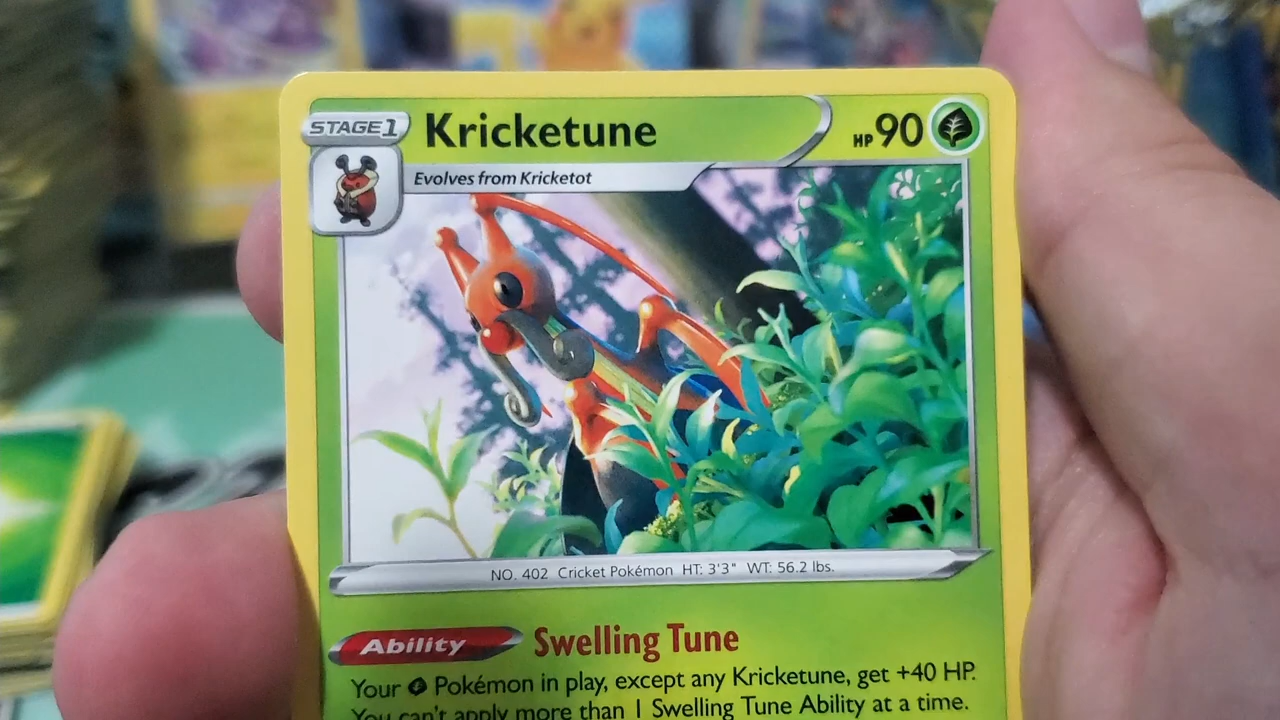 STAGE 1 Kricketune HP 90
Evolves from Kricketot
NO. 402 Cricket Pokémon HT: 3'3" WT: 56.2 lbs.
Ability Swelling Tune
Your Pokémon in play, except any Kricketune, get +40 HP.
You can't apply more than 1 Swelling Tune Ability at a time.